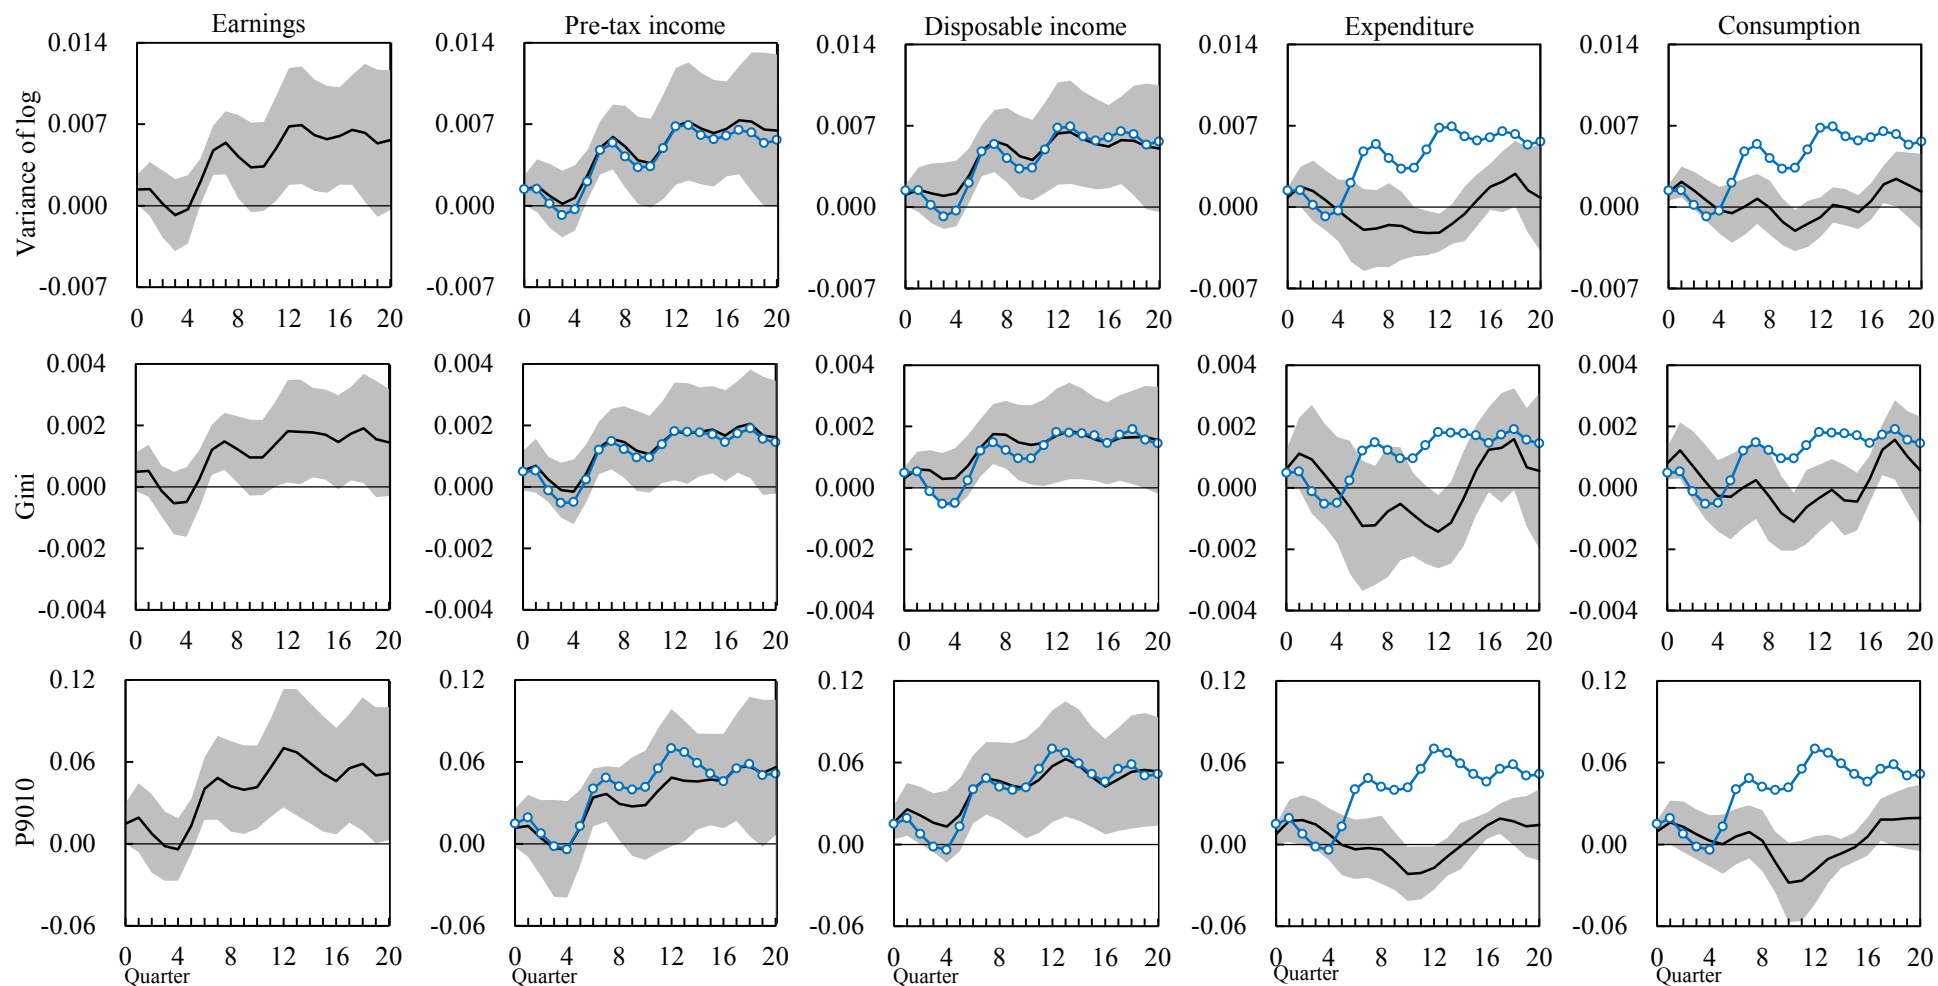 Earnings Pre-tax income Disposable income Expenditure Consumption
Variance of log
0.014 0.014 0.014 0.014 0.014
0.007 0.007 0.007 0.007 0.007
0.000 0.000 0.000 0.000 0.000
-0.007 -0.007 -0.007 -0.007 -0.007
0 4 8 12 16 20 0 4 8 12 16 20 0 4 8 12 16 20 0 4 8 12 16 20 0 4 8 12 16 20
Gini
0.004 0.004 0.004 0.004 0.004
0.002 0.002 0.002 0.002 0.002
0.000 0.000 0.000 0.000 0.000
-0.002 -0.002 -0.002 -0.002 -0.002
-0.004 -0.004 -0.004 -0.004 -0.004
0 4 8 12 16 20 0 4 8 12 16 20 0 4 8 12 16 20 0 4 8 12 16 20 0 4 8 12 16 20
P9010
0.12 0.12 0.12 0.12 0.12
0.06 0.06 0.06 0.06 0.06
0.00 0.00 0.00 0.00 0.00
-0.06 -0.06 -0.06 -0.06 -0.06
0 4 8 12 16 20 0 4 8 12 16 20 0 4 8 12 16 20 0 4 8 12 16 20 0 4 8 12 16 20
Quarter Quarter Quarter Quarter Quarter